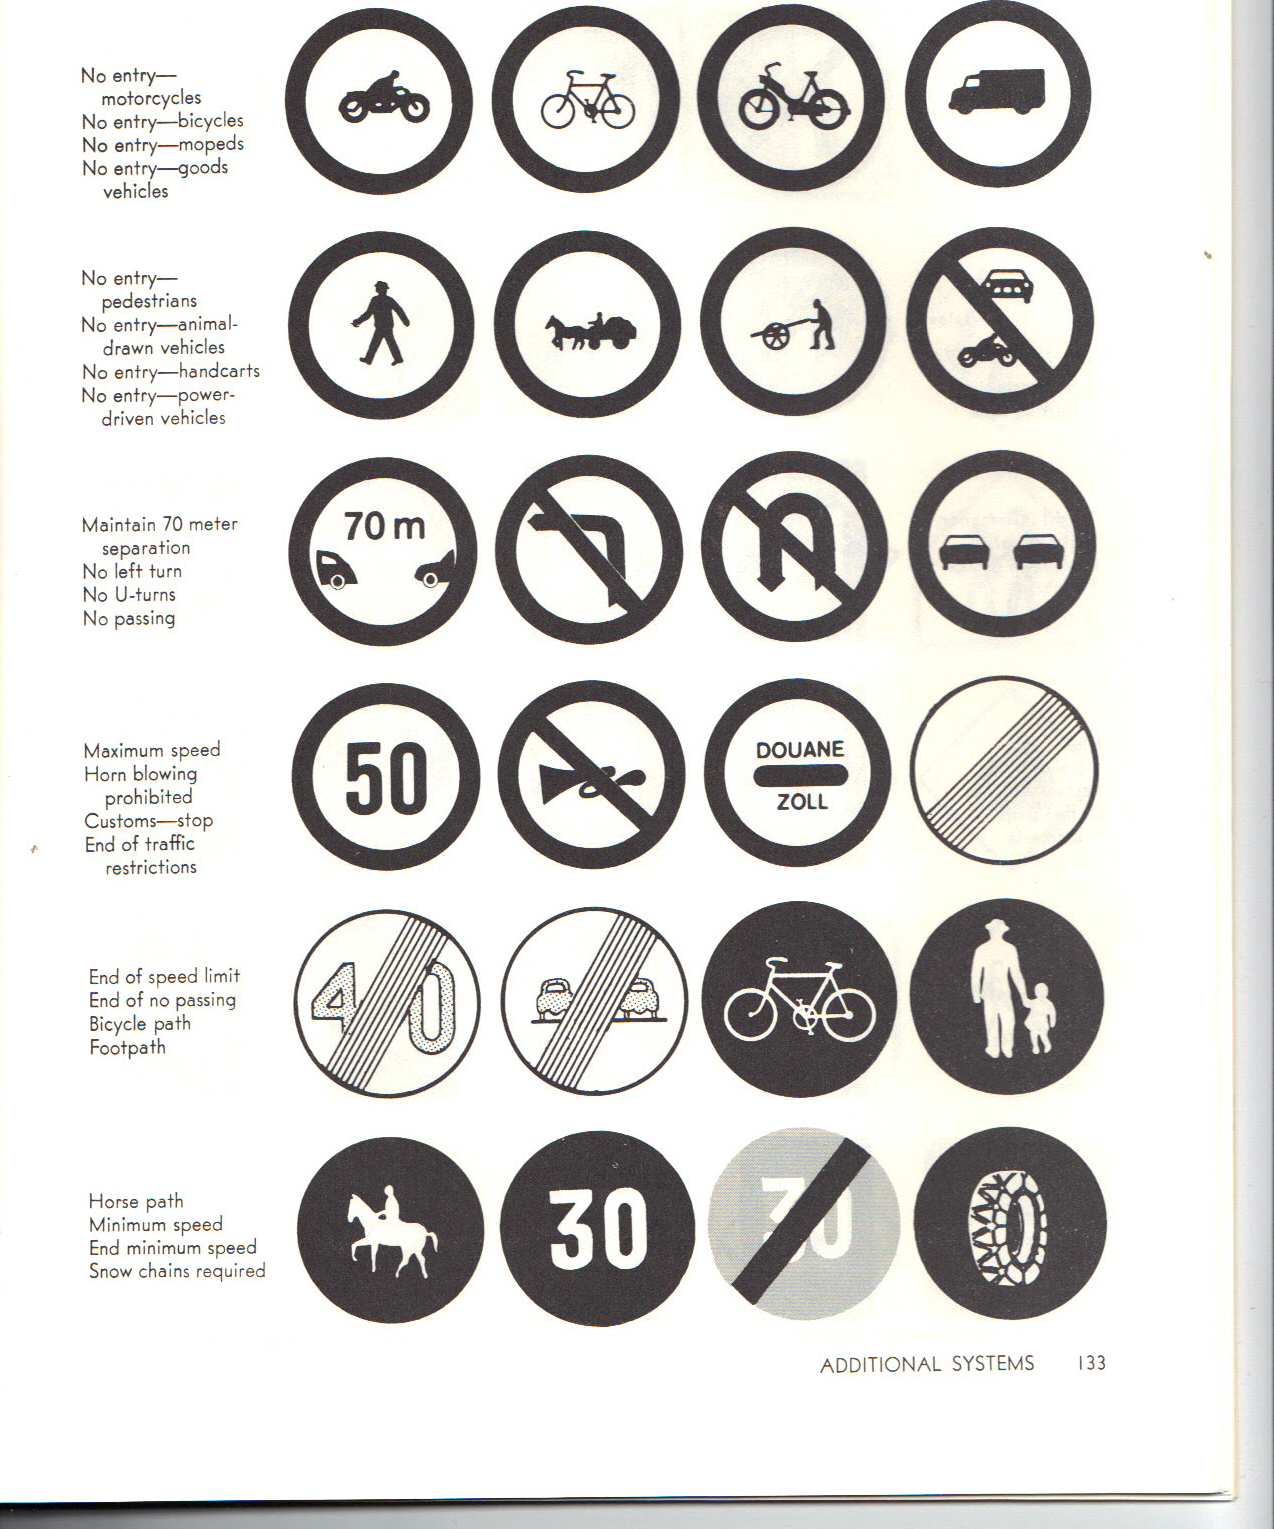 No entry—
motorcycles
No entry—bicycles
No entry—mopeds
No entry—goods
vehicles
No entry—
pedestrians
No entry—animal-
drawn vehicles
No entry—handcarts
No entry—power-
driven vehicles
Maintain 70 meter
separation
No left turn
No U-turns
No passing
70 m
Maximum speed
Horn blowing
prohibited
Customs—stop
End of traffic
restrictions
50
DOUANE
ZOLL
End of speed limit
End of no passing
Bicycle path
Footpath
40
Horse path
Minimum speed
End minimum speed
Snow chains required
30
30
ADDITIONAL SYSTEMS 133